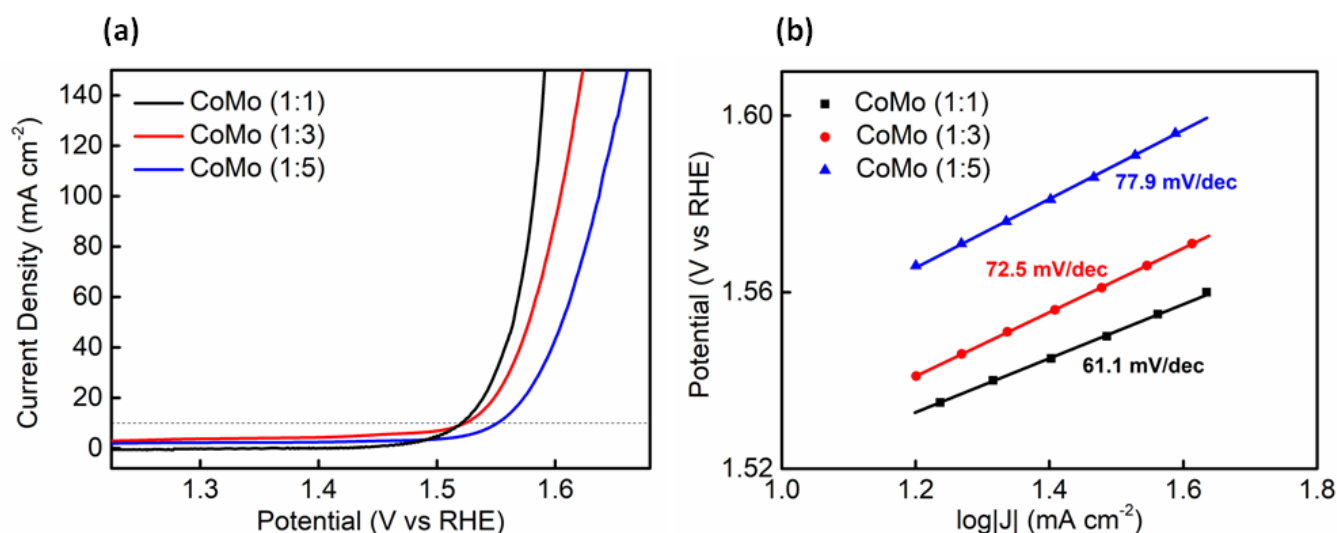 (a)
140
120
100
80
60
40
20
0
Current Density (mA cm⁻²)
CoMo (1:1)
CoMo (1:3)
CoMo (1:5)
1.3 1.4 1.5 1.6
Potential (V vs RHE)
(b)
1.60
1.56
1.52
Potential (V vs RHE)
CoMo (1:1)
CoMo (1:3)
CoMo (1:5)
77.9 mV/dec
72.5 mV/dec
61.1 mV/dec
1.0 1.2 1.4 1.6 1.8
log|J| (mA cm⁻²)